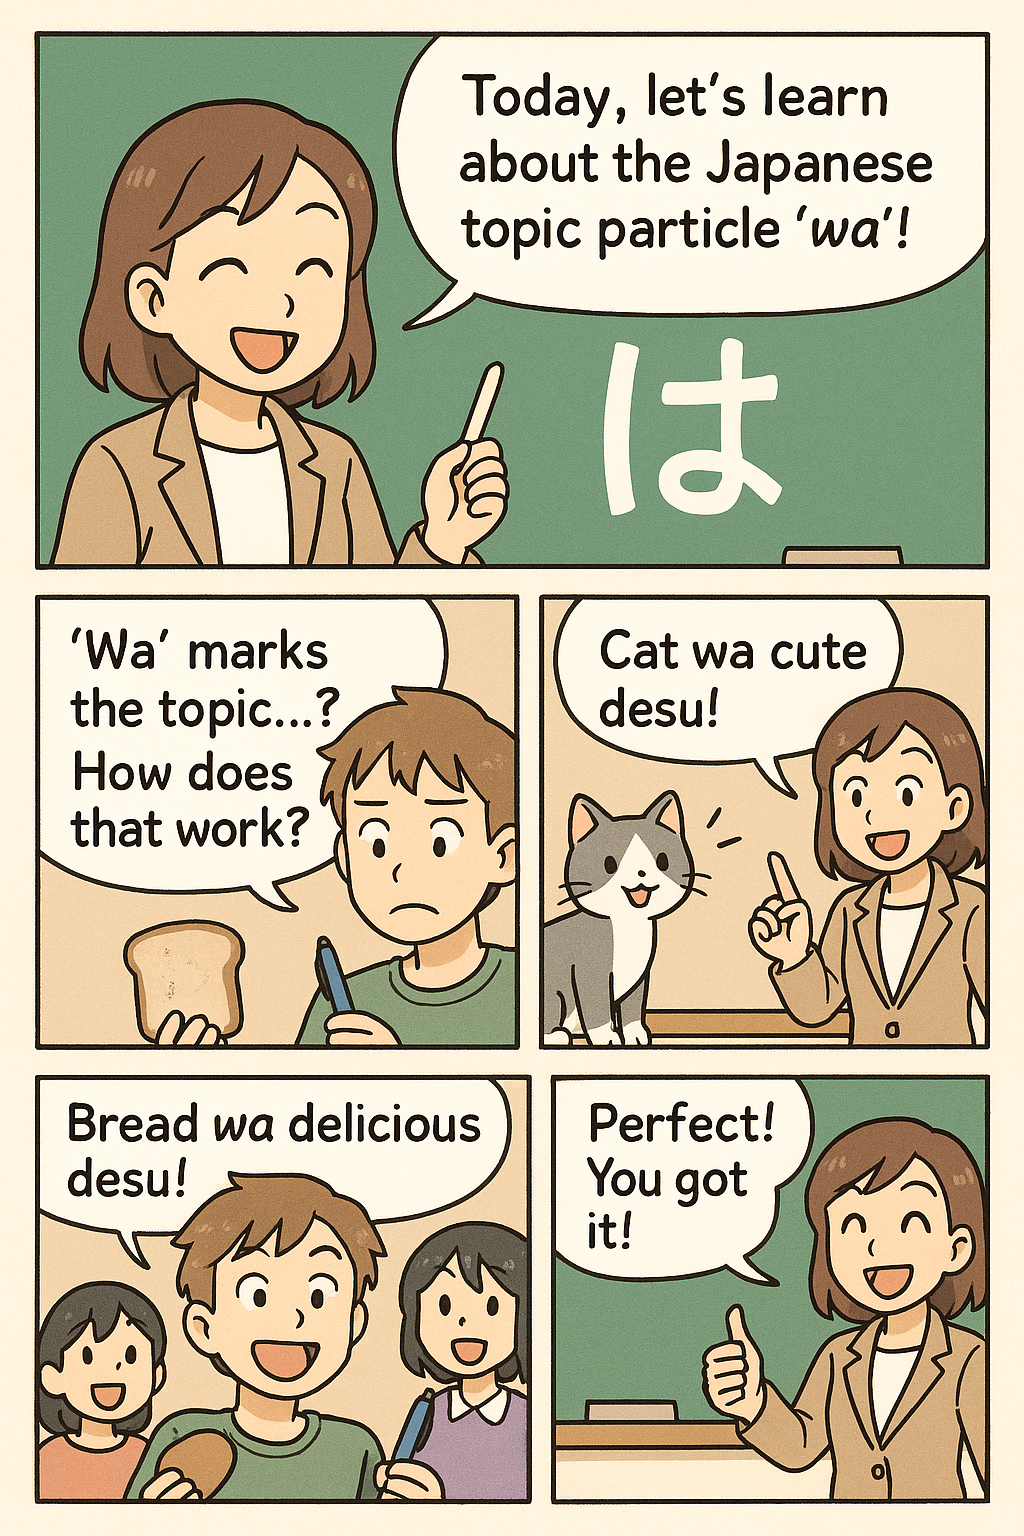 Today, let's learn
about the Japanese
topic particle 'wa'!
は
'Wa' marks
the topic...?
How does
that work?
Cat wa cute
desu!
Bread wa delicious
desu!
Perfect!
You got
it!